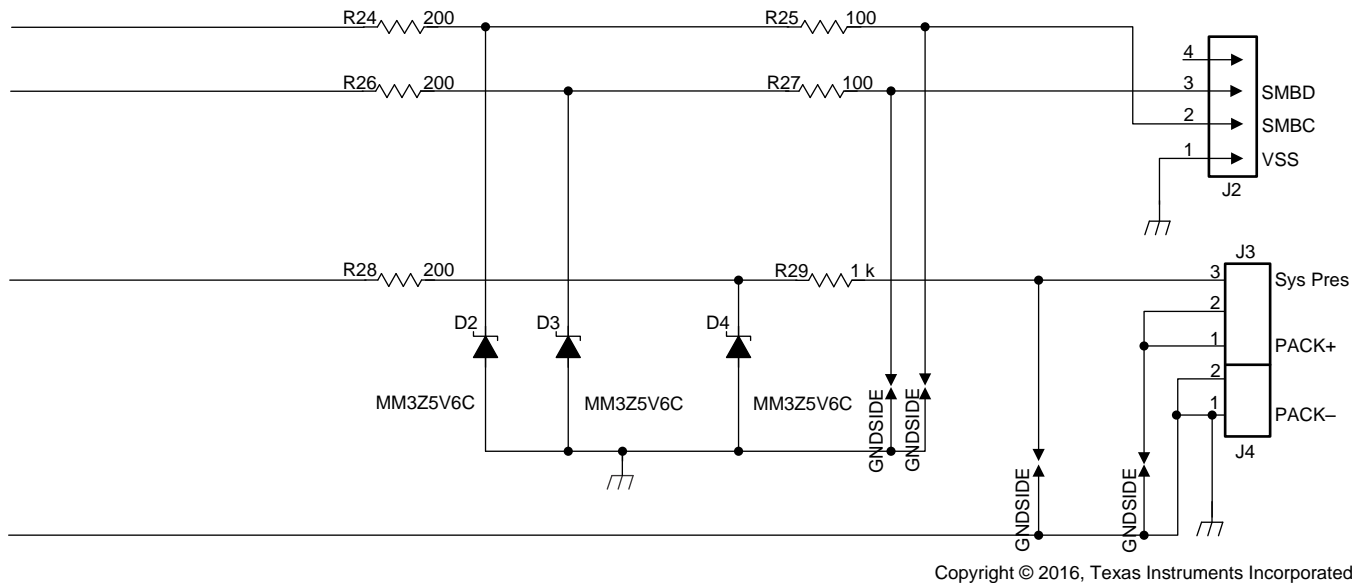 R24 200 R25 100
4
R26 200 R27 100 3 SMBD
2 SMBC
1 VSS
J2
J3
R28 200 R29 1 k 3 Sys Pres
2
D2 D3 D4
1 PACK+
2
MM3Z5V6C MM3Z5V6C MM3Z5V6C
1 PACK–
GNDSIDE GNDSIDE
J4
GNDSIDE GNDSIDE
Copyright © 2016, Texas Instruments Incorporated